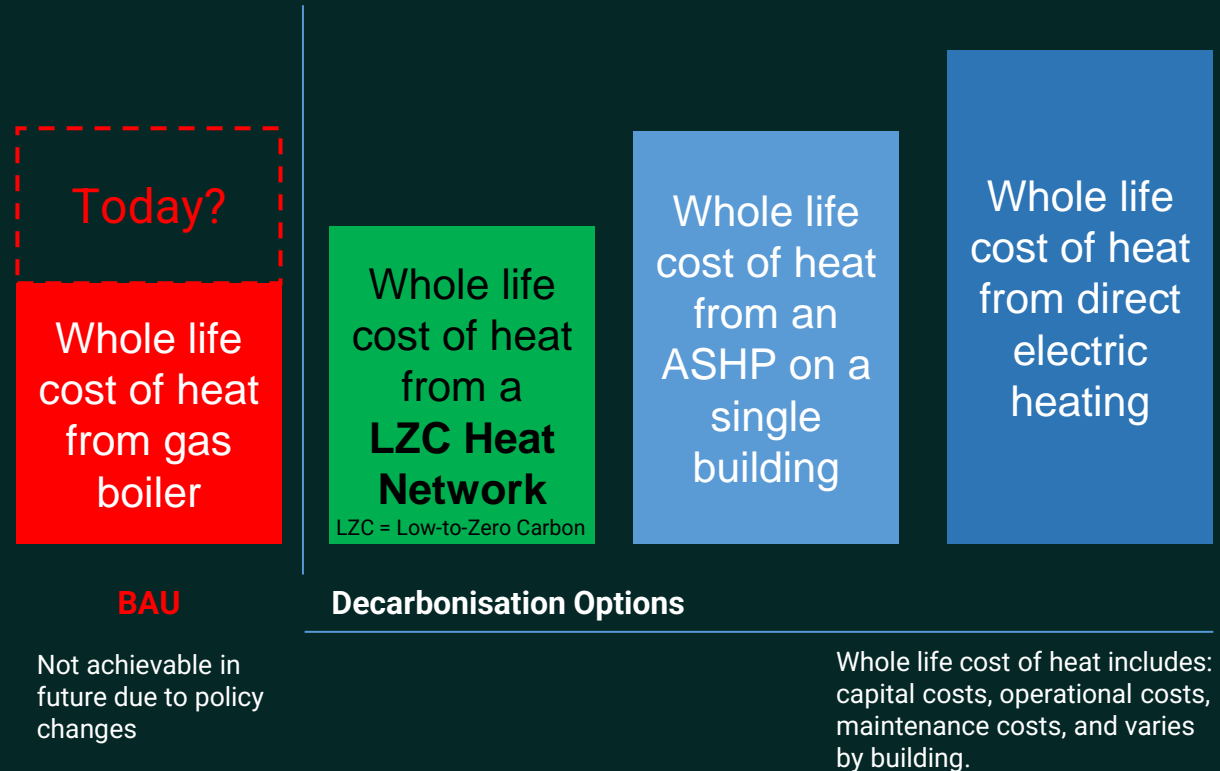 Today?
Whole life
cost of heat
from gas
boiler
Whole life
cost of heat
from a
LZC Heat
Network
LZC = Low-to-Zero Carbon
Whole life
cost of heat
from an
ASHP on a
single
building
Whole life
cost of heat
from direct
electric
heating
BAU
Decarbonisation Options
Not achievable in
future due to policy
changes
Whole life cost of heat includes:
capital costs, operational costs,
maintenance costs, and varies
by building.